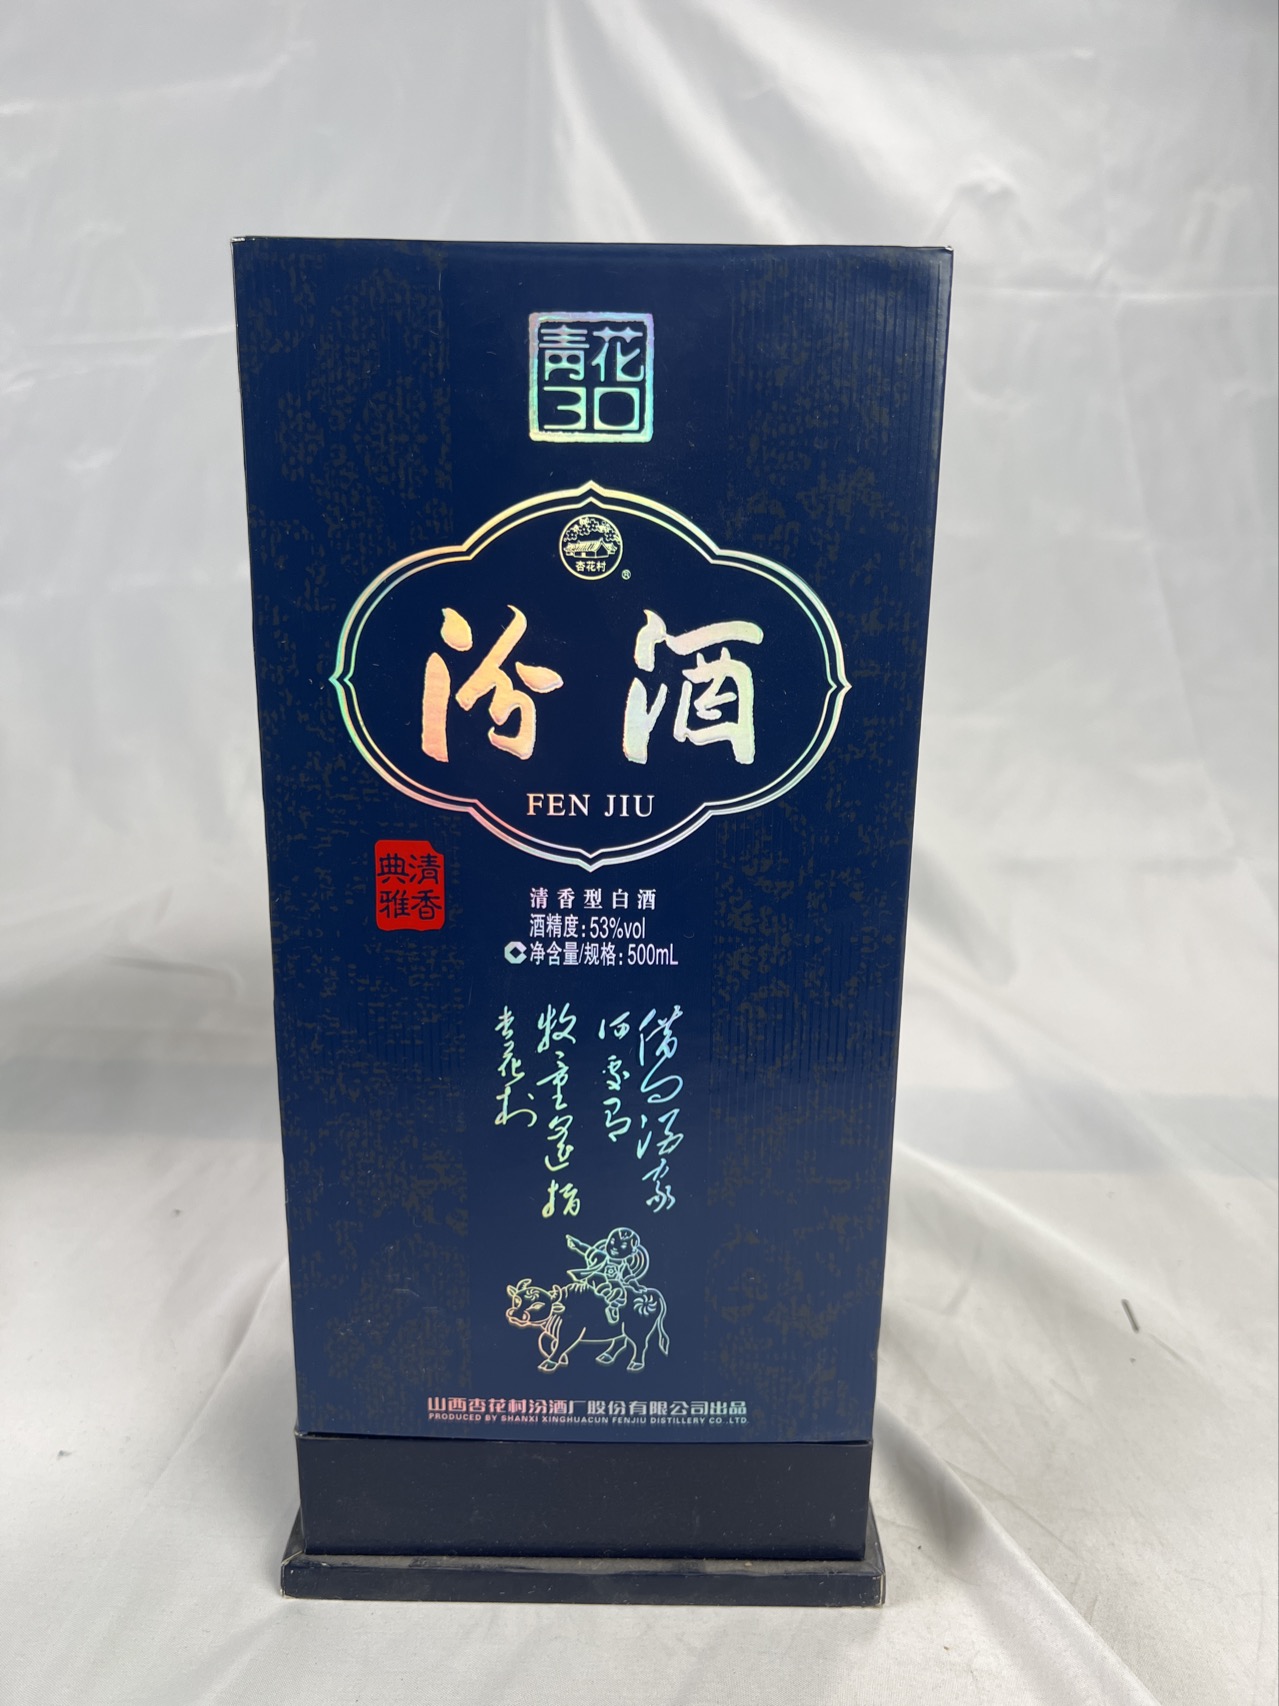 青花
30
杏花村
®
汾酒
FEN JIU
清香
典雅
清香型白酒
酒精度:53%vol
净含量/规格:500mL
借问酒家
何处有
牧童遥指
杏花村
山西杏花村汾酒厂股份有限公司出品
PRODUCED BY SHANXI XINGHUACUN FENJIU DISTILLERY CO.,LTD.